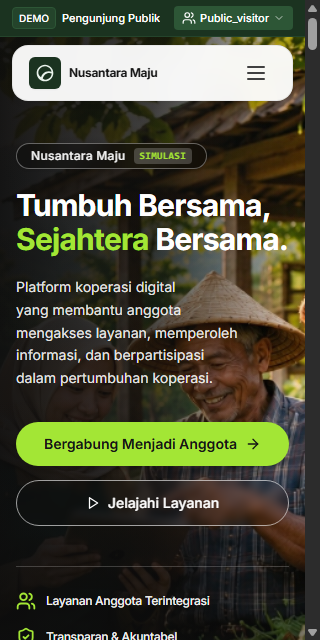 DEMO Pengunjung Publik Public_visitor
Nusantara Maju
Nusantara Maju SIMULASI
Tumbuh Bersama,
Sejahtera Bersama.
Platform koperasi digital
yang membantu anggota
mengakses layanan, memperoleh
informasi, dan berpartisipasi
dalam pertumbuhan koperasi.
Bergabung Menjadi Anggota
Jelajahi Layanan
Layanan Anggota Terintegrasi
Transparan & Akuntabel